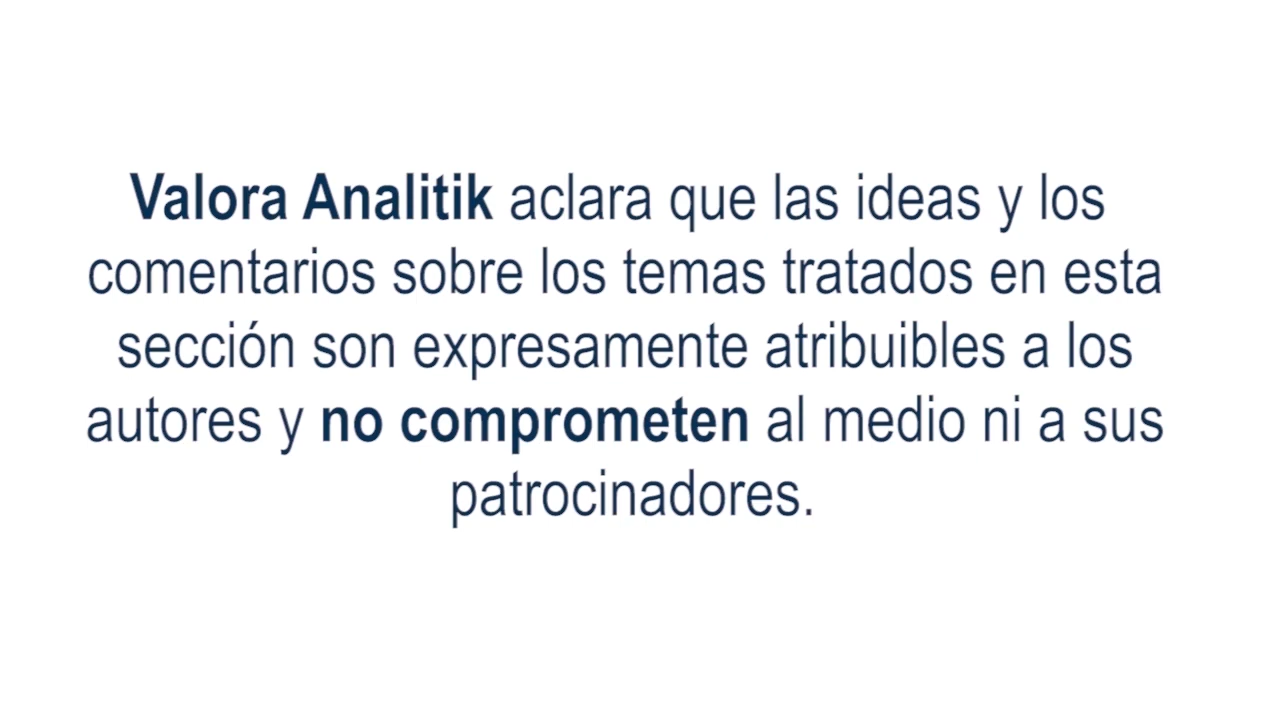 Valora Analitik aclara que las ideas y los
comentarios sobre los temas tratados en esta
sección son expresamente atribuibles a los
autores y no comprometen al medio ni a sus
patrocinadores.